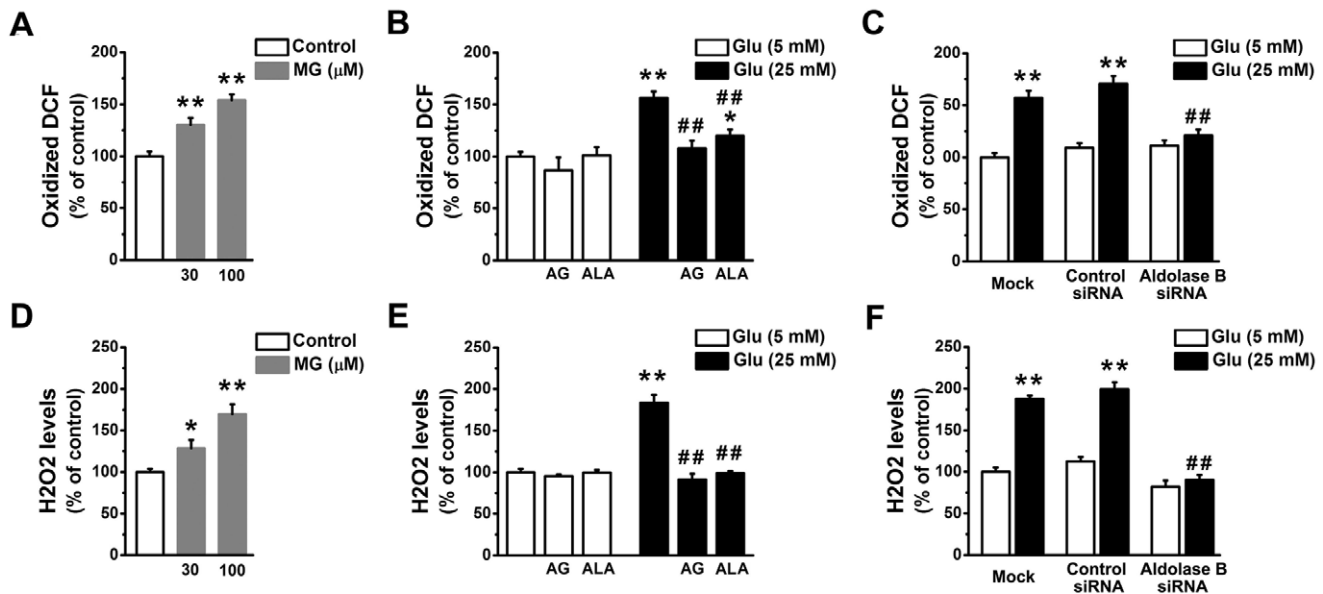 A
Control
MG (μM)
Oxidized DCF
(% of control)
200
150
100
50
0
**
**
30
100
B
Glu (5 mM)
Glu (25 mM)
Oxidized DCF
(% of control)
200
150
100
50
0
**
##
##
*
AG
ALA
AG
ALA
C
Glu (5 mM)
Glu (25 mM)
Oxidized DCF
(% of control)
200
50
00
50
00
**
**
##
Mock
Control
siRNA
Aldolase B
siRNA
D
Control
MG (μM)
H2O2 levels
(% of control)
250
200
150
100
50
0
*
**
30
100
E
Glu (5 mM)
Glu (25 mM)
H2O2 levels
(% of control)
250
200
150
100
50
0
**
##
##
AG
ALA
AG
ALA
F
Glu (5 mM)
Glu (25 mM)
H2O2 levels
(% of control)
250
200
150
100
50
0
**
**
##
Mock
Control
siRNA
Aldolase B
siRNA